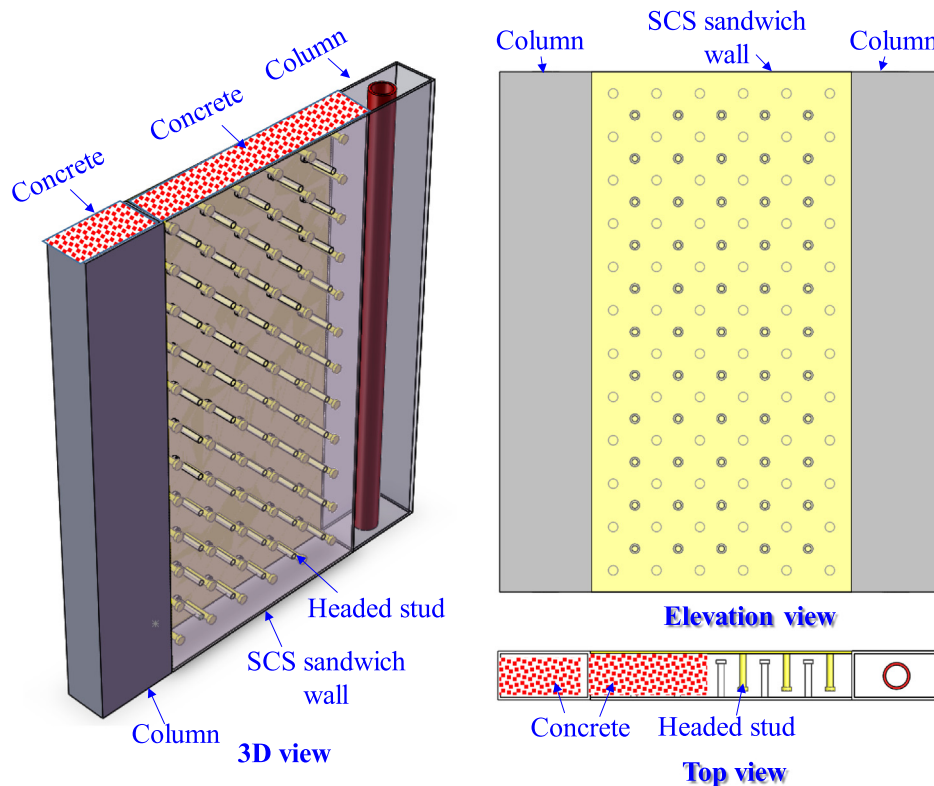 Column
Concrete
Concrete
Headed stud
SCS sandwich
wall
Column
3D view
SCS sandwich
wall
Column
Column
Elevation view
Concrete
Headed stud
Top view